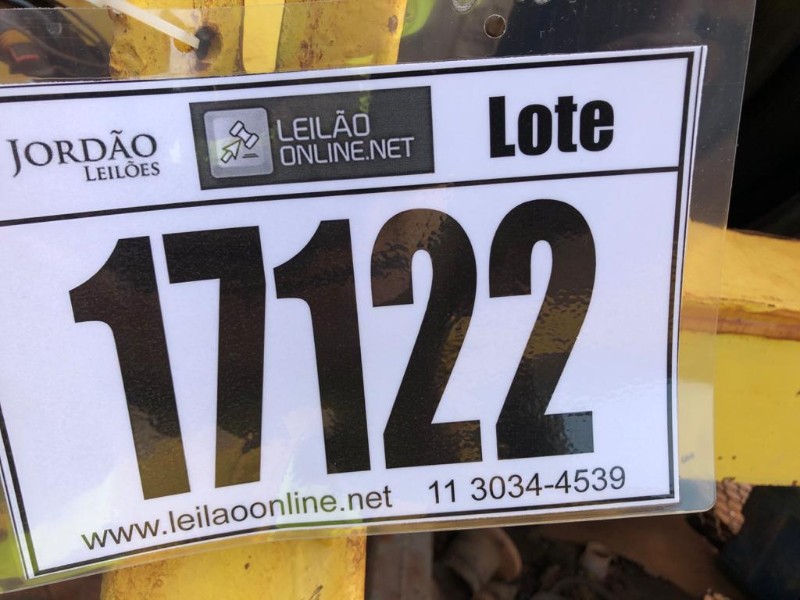 JORDÃO
LEILÕES
LEILÃO
ONLINE.NET
Lote
17122
www.leilaoonline.net 11 3034-4539